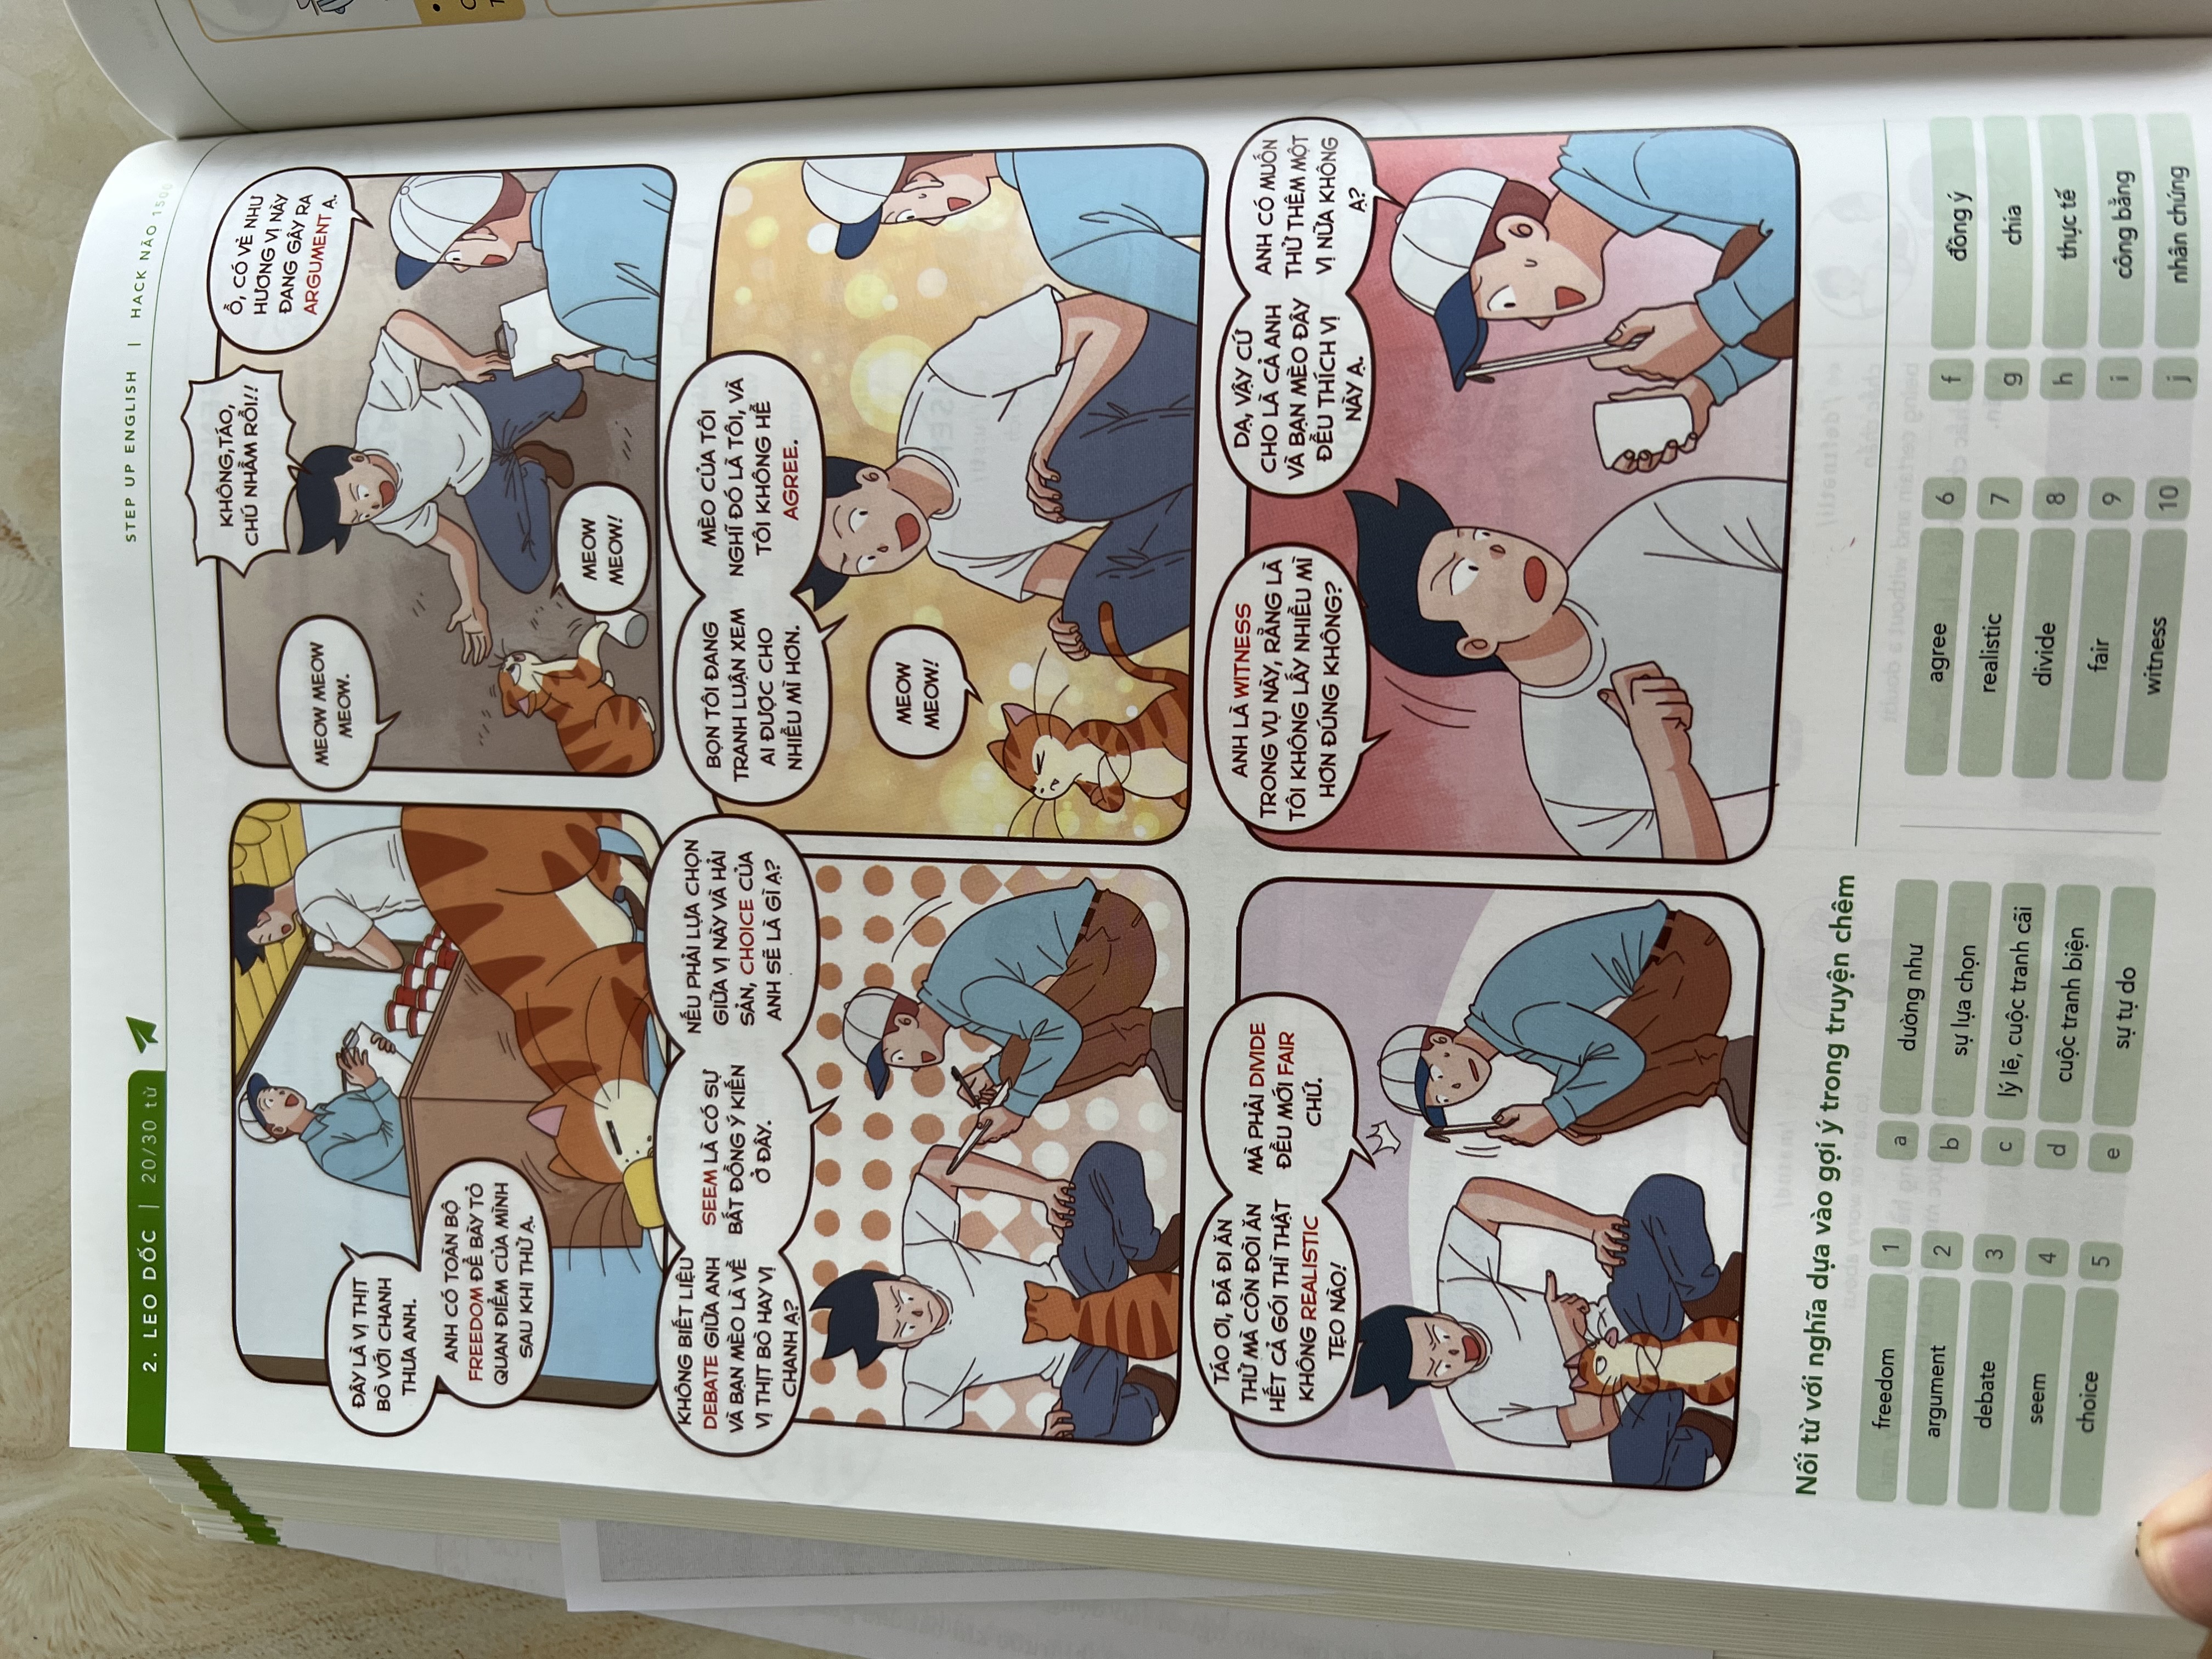 2. LEO DỐC | 20/30 từ
STEP UP ENGLISH | HACK NÃO 1500
ĐÂY LÀ VỊ THỊT
BÒ VỚI CHANH
THƯA ANH.
ANH CÓ TOÀN BỘ
FREEDOM ĐỂ BÀY TỎ
QUAN ĐIỂM CỦA MÌNH
SAU KHI THỬ Ạ.
MEOW MEOW
MEOW.
KHÔNG,TÁO,
CHÚ NHẦM RỒI!!
Ồ, CÓ VẺ NHƯ
HƯƠNG VỊ NÀY
ĐANG GÂY RA
ARGUMENT Ạ.
MEOW
MEOW!
KHÔNG BIẾT LIỆU
DEBATE GIỮA ANH
VÀ BẠN MÈO LÀ VỀ
VỊ THỊT BÒ HAY VỊ
CHANH Ạ?
SEEM LÀ CÓ SỰ
BẤT ĐỒNG Ý KIẾN
Ở ĐÂY.
NẾU PHẢI LỰA CHỌN
GIỮA VỊ NÀY VÀ HẢI
SẢN, CHOICE CỦA
ANH SẼ LÀ GÌ Ạ?
BỌN TÔI ĐANG
TRANH LUẬN XEM
AI ĐƯỢC CHO
NHIỀU MÌ HƠN.
MÈO CỦA TÔI
NGHĨ ĐÓ LÀ TÔI, VÀ
TÔI KHÔNG HỀ
AGREE.
MEOW
MEOW!
TÁO ƠI, ĐÃ ĐI ĂN
THỬ MÀ CÒN ĐÒI ĂN
HẾT CẢ GÓI THÌ THẬT
KHÔNG REALISTIC
TẸO NÀO!
MÀ PHẢI DIVIDE
ĐỀU MỚI FAIR
CHỨ.
ANH LÀ WITNESS
TRONG VỤ NÀY, RẰNG LÀ
TÔI KHÔNG LẤY NHIỀU MÌ
HƠN ĐÚNG KHÔNG?
DẠ, VẬY CỨ
CHO LÀ CẢ ANH
VÀ BẠN MÈO ĐÂY
ĐỀU THÍCH VỊ
NÀY Ạ.
ANH CÓ MUỐN
THỬ THÊM MỘT
VỊ NỮA KHÔNG
Ạ?
Nối từ với nghĩa dựa vào gợi ý trong truyện chêm
freedom 1 a dường như
argument 2 b sự lựa chọn
debate 3 c lý lẽ, cuộc tranh cãi
seem 4 d cuộc tranh biện
choice 5 e sự tự do
agree 6 f đồng ý
realistic 7 g chia
divide 8 h thực tế
fair 9 i công bằng
witness 10 j nhân chứng